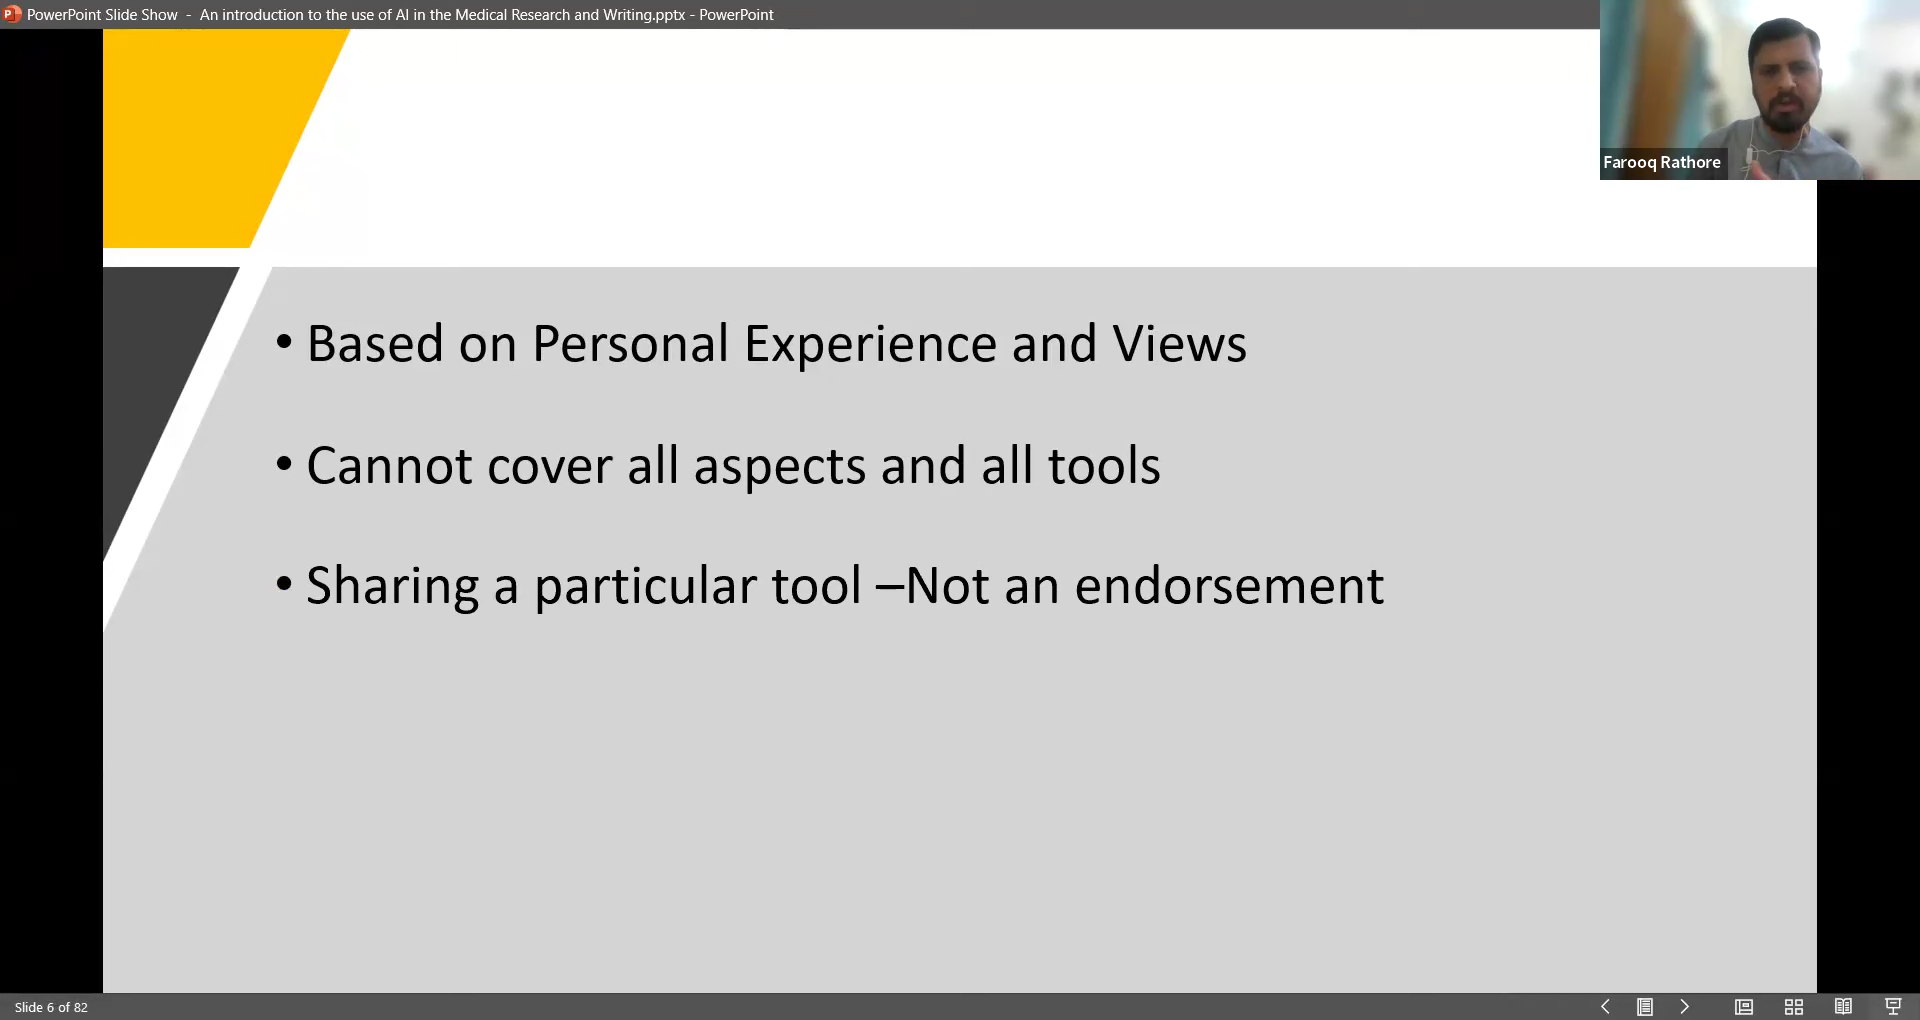 PowerPoint Slide Show - An introduction to the use of AI in the Medical Research and Writing.pptx - PowerPoint
Farooq Rathore
• Based on Personal Experience and Views
• Cannot cover all aspects and all tools
• Sharing a particular tool –Not an endorsement
Slide 6 of 82